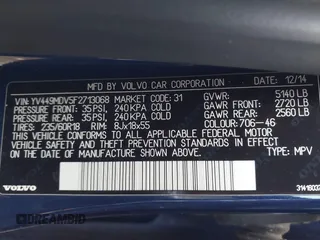 MFD. BY VOLVO CAR CORPORATION DATE: 12/14
VIN: YV449MDV5F2713068 MARKET CODE: 31 GVWR: 5140 LB
PRESSURE FRONT: 35PSI, 240KPA COLD GAWR FRONT: 2720 LB
PRESSURE REAR: 35PSI, 240KPA COLD GAWR REAR: 2560 LB
TIRES: 235/60R18 8Jx18x55 COLOUR: 706-46
THIS VEHICLE CONFORMS TO ALL APPLICABLE FEDERAL MOTOR
VEHICLE SAFETY AND THEFT PREVENTION STANDARDS IN EFFECT
ON THE DATE OF MANUFACTURE SHOWN ABOVE. TYPE: MPV
VOLVO
DREAMBID